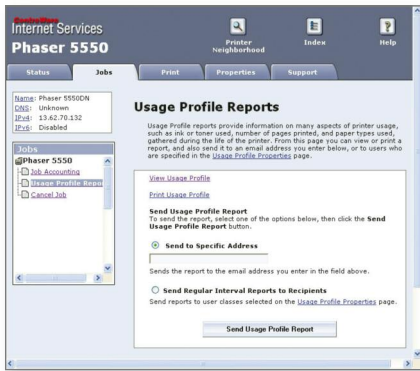 CentreWare
Internet Services
Phaser 5550
Printer
Neighborhood
Index
Help
Status
Jobs
Print
Properties
Support
Name: Phaser 5550DN
DNS: Unknown
IPv4: 13.62.70.132
IPv6: Disabled
Jobs
Phaser 5550
Job Accounting
Usage Profile Repor
Cancel Job
Usage Profile Reports
Usage Profile reports provide information on many aspects of printer usage,
such as ink or toner used, number of pages printed, and paper types used,
gathered during the life of the printer. From this page you can view or print a
report, and also send it to an email address you enter below, or to users who
are specified in the Usage Profile Properties page.
View Usage Profile
Print Usage Profile
Send Usage Profile Report
To send the report, select one of the options below, then click the Send
Usage Profile Report button.
Send to Specific Address
Sends the report to the email address you enter in the field above.
Send Regular Interval Reports to Recipients
Send reports to user classes selected on the Usage Profile Properties page.
Send Usage Profile Report